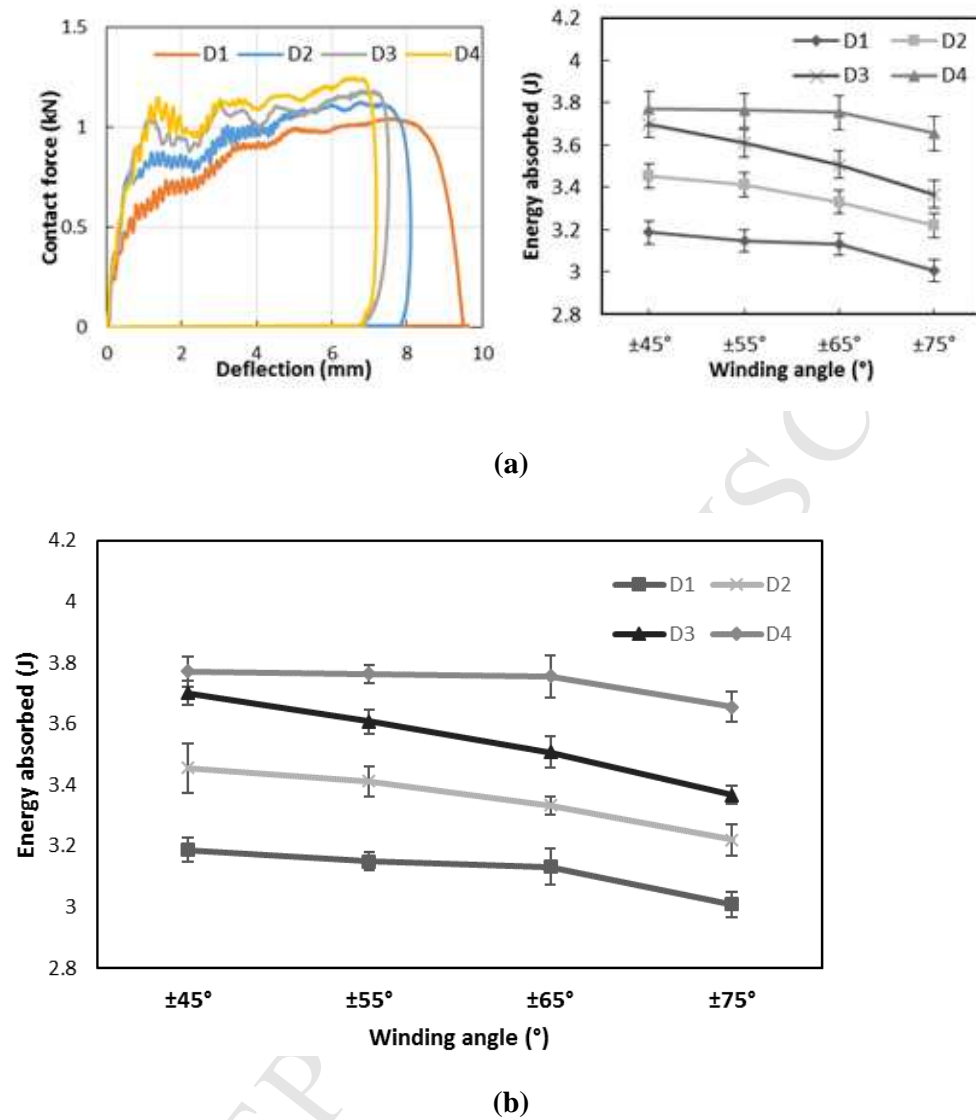 1.5
D1 D2 D3 D4
1
0.5
0
Contact force (kN)
0 2 4 6 8 10
Deflection (mm)
4.2
4
3.8
3.6
3.4
3.2
3
2.8
Energy absorbed (J)
D1 D2
D3 D4
±45° ±55° ±65° ±75°
Winding angle (°)
(a)
4.2
4
3.8
3.6
3.4
3.2
3
2.8
Energy absorbed (J)
D1 D2
D3 D4
±45° ±55° ±65° ±75°
Winding angle (°)
(b)